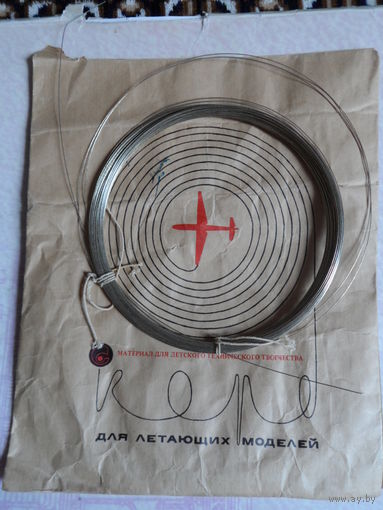 МАТЕРИАЛ ДЛЯ ДЕТСКОГО ТЕХНИЧЕСКОГО ТВОРЧЕСТВА
корд
ДЛЯ ЛЕТАЮЩИХ МОДЕЛЕЙ
www.ay.by